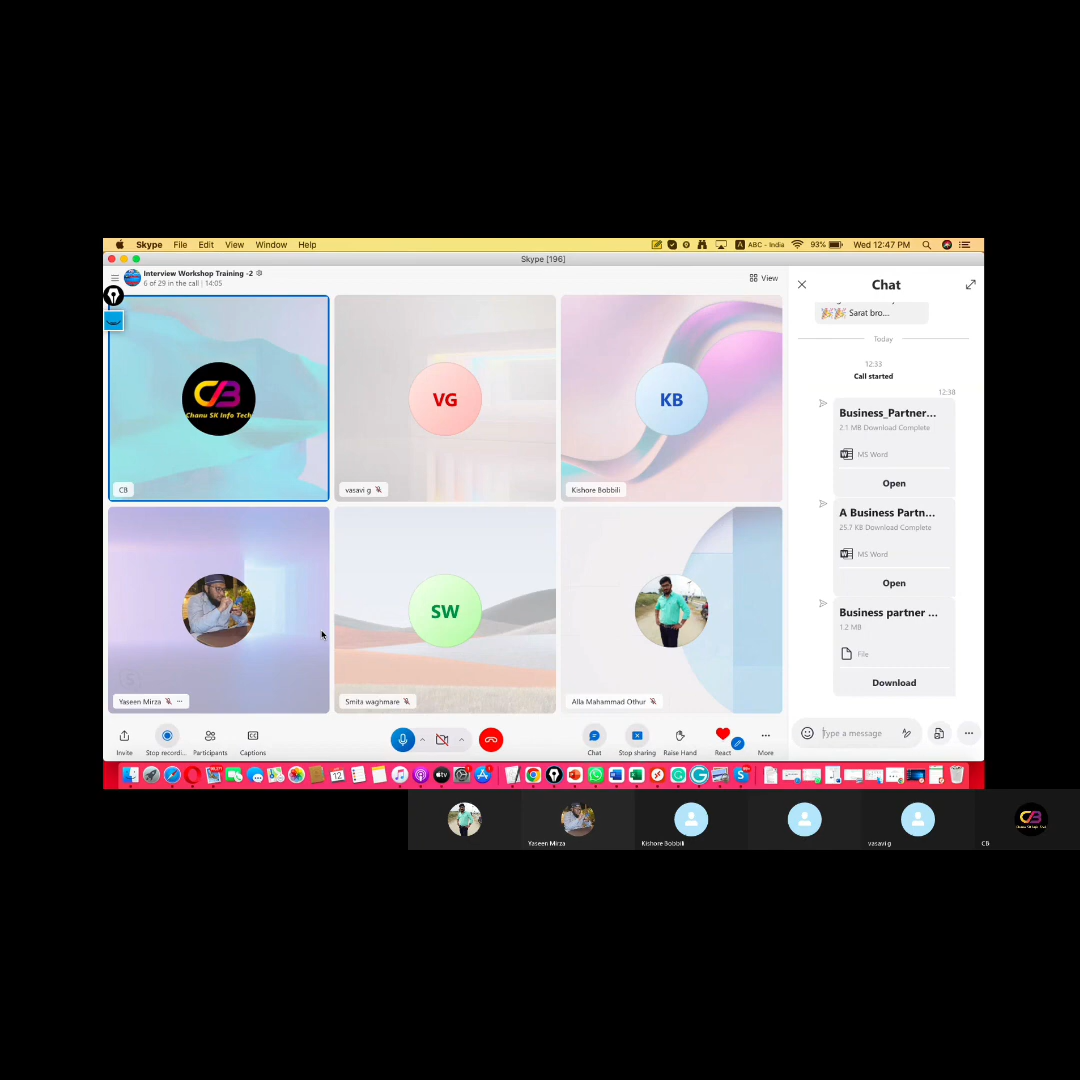 Skype File Edit View Window Help
A ABC - India 93% Wed 12:47 PM
Skype [196]
Interview Workshop Training -2
6 of 29 in the call | 14:05
View
Chat
Sarat bro...
Today
12:33
Call started
12:38
Business_Partner...
2.1 MB Download Complete
MS Word
Open
A Business Partn...
25.7 KB Download Complete
MS Word
Open
Business partner ...
1.2 MB
File
Download
Type a message
Chanu SK Info Tech
CB
VG
vasavi g
KB
Kishore Bobbili
Yaseen Mirza
SW
Smita waghmare
Alla Mahammad Othur
Invite
Stop recordi...
Participants
Captions
Chat
Stop sharing
Raise Hand
React
More
12
Yaseen Mirza
Kishore Bobbili
vasavi g
CB